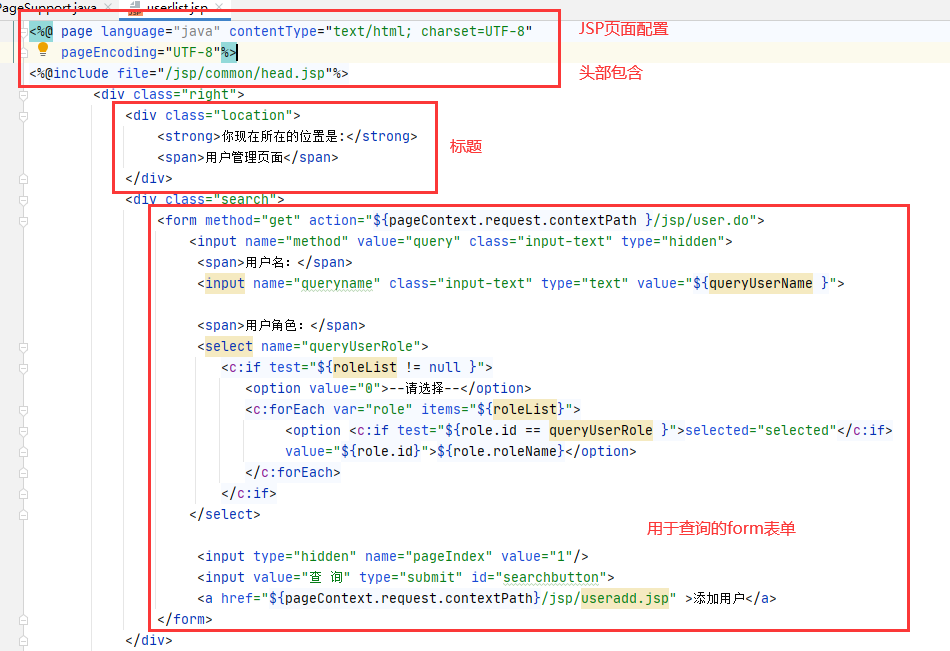 PageSupport.java userlist.jsp
<%@ page language="java" contentType="text/html; charset=UTF-8" JSP页面配置
pageEncoding="UTF-8"%>
<%@include file="/jsp/common/head.jsp"%> 头部包含
<div class="right">
<div class="location">
<strong>你现在所在的位置是:</strong> 标题
<span>用户管理页面</span>
</div>
<div class="search">
<form method="get" action="${pageContext.request.contextPath }/jsp/user.do">
<input name="method" value="query" class="input-text" type="hidden">
<span>用户名：</span>
<input name="queryname" class="input-text" type="text" value="${queryUserName }">
<span>用户角色：</span>
<select name="queryUserRole">
<c:if test="${roleList != null }">
<option value="0">--请选择--</option>
<c:forEach var="role" items="${roleList}">
<option <c:if test="${role.id == queryUserRole }">selected="selected"</c:if>
value="${role.id}">${role.roleName}</option>
</c:forEach>
</c:if>
</select>
用于查询的form表单
<input type="hidden" name="pageIndex" value="1"/>
<input value="查 询" type="submit" id="searchbutton">
<a href="${pageContext.request.contextPath}/jsp/useradd.jsp" >添加用户</a>
</form>
</div>